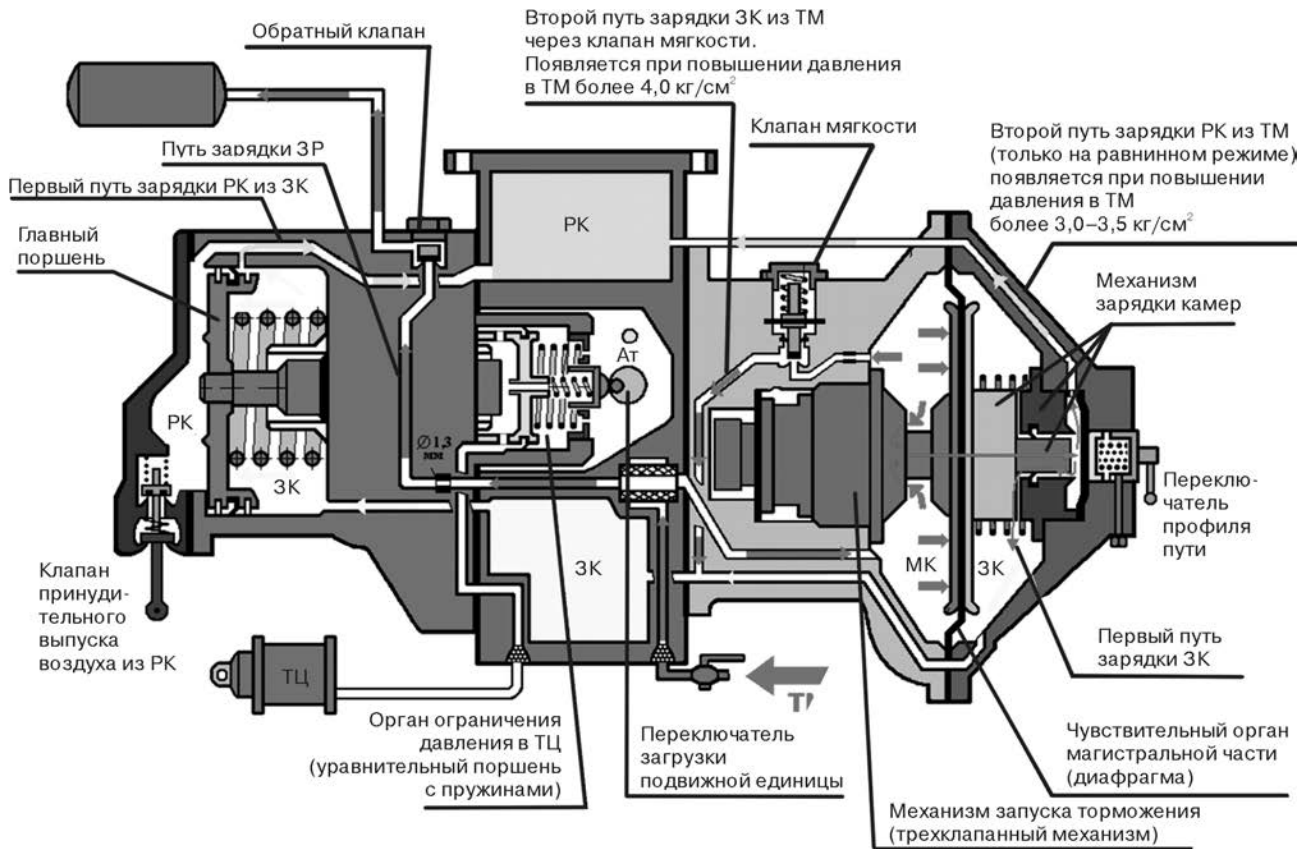 Обратный клапан
Второй путь зарядки ЗК из ТМ
через клапан мягкости.
Появляется при повышении давления
в ТМ более 4,0 кг/см²
Клапан мягкости
Второй путь зарядки РК из ТМ
(только на равнинном режиме)
появляется при повышении
давления в ТМ
более 3,0–3,5 кг/см²
Путь зарядки ЗР
Первый путь зарядки РК из ЗК
Главный
поршень
Механизм
зарядки камер
РК
Ат
РК
ЗК
Ø1,3
мм
ЗК
МК
ЗК
Переклю-
чатель
профиля
пути
Клапан
принуди-
тельного
выпуска
воздуха из РК
ТЦ
Первый путь
зарядки ЗК
Орган ограничения
давления в ТЦ
(уравнительный поршень
с пружинами)
Переключатель
загрузки
подвижной единицы
Чувствительный орган
магистральной части
(диафрагма)
Механизм запуска торможения
(трехклапанный механизм)